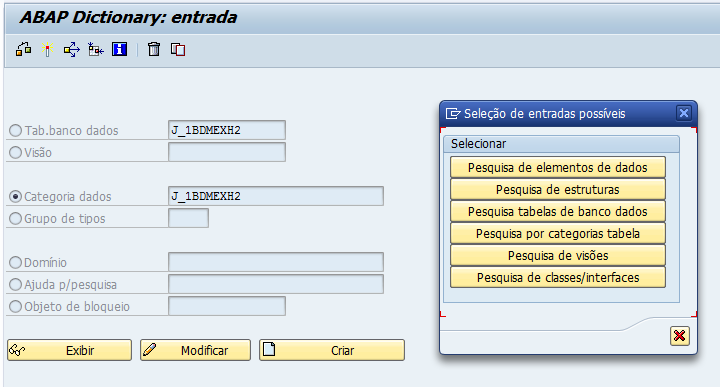 ABAP Dictionary: entrada
Tab.banco dados J_1BDMEXH2
Visão
Categoria dados J_1BDMEXH2
Grupo de tipos
Domínio
Ajuda p/pesquisa
Objeto de bloqueio
Exibir Modificar Criar
Seleção de entradas possíveis
Selecionar
Pesquisa de elementos de dados
Pesquisa de estruturas
Pesquisa tabelas de banco dados
Pesquisa por categorias tabela
Pesquisa de visões
Pesquisa de classes/interfaces